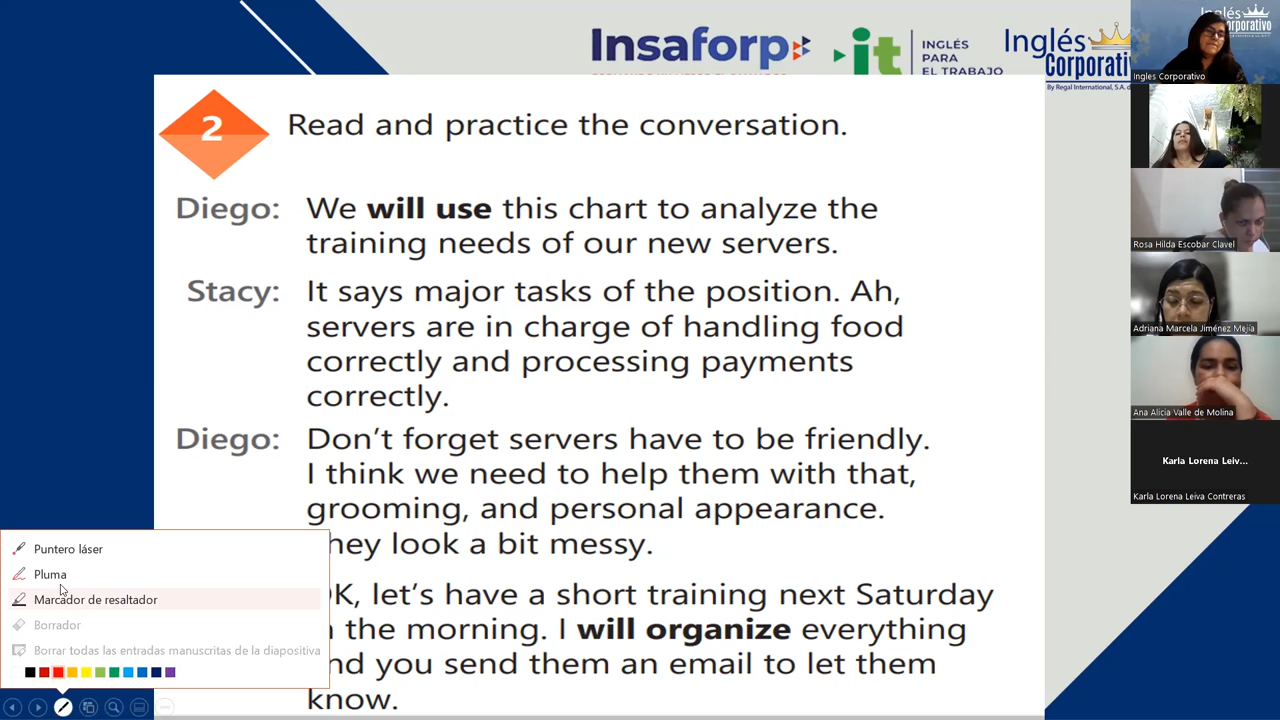 Insaforp
it
INGLÉS
PARA
EL TRABAJO
Inglés
Corporativo
By Regal International, S.A. de
2
Read and practice the conversation.
Diego: We will use this chart to analyze the
training needs of our new servers.
Stacy: It says major tasks of the position. Ah,
servers are in charge of handling food
correctly and processing payments
correctly.
Diego: Don't forget servers have to be friendly.
I think we need to help them with that,
grooming, and personal appearance.
hey look a bit messy.
OK, let's have a short training next Saturday
n the morning. I will organize everything
nd you send them an email to let them
know.
Puntero láser
Pluma
Marcador de resaltador
Borrador
Borrar todas las entradas manuscritas de la diapositiva
Inglés
Corporativo
Ingles Corporativo
Rosa Hilda Escobar Clavel
Adriana Marcela Jiménez Mejía
Ana Alicia Valle de Molina
Karla Lorena Leiv...
Karla Lorena Leiva Contreras